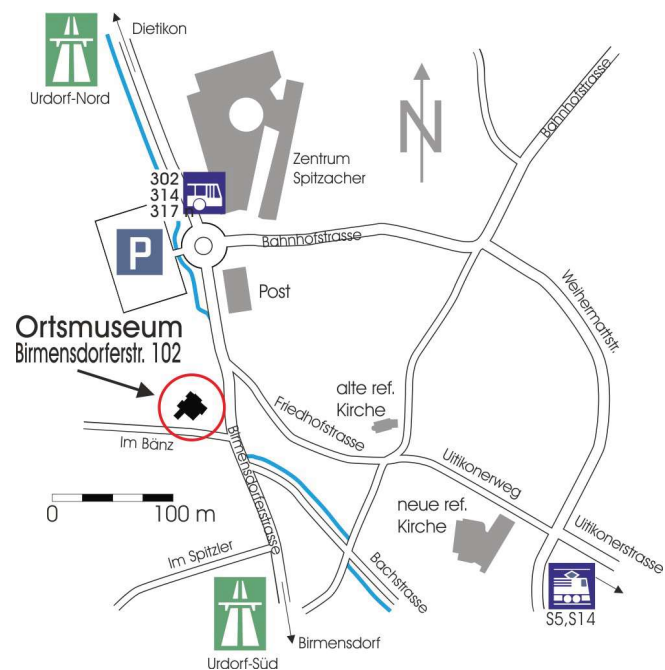 Dietikon
Urdorf-Nord
N
302
314
317
Zentrum
Spitzacher
P
Bahnhofstrasse
Bahnhofstrasse
Weihermattstr.
Post
Ortsmuseum
Birmensdorferstr. 102
alte ref.
Kirche
Friedhofstrasse
Im Bänz
Birmensdorferstrasse
Uitikonerweg
neue ref.
Kirche
Uitikonerstrasse
0 100 m
Im Spitzler
Bachstrasse
S5,S14
Birmensdorf
Urdorf-Süd